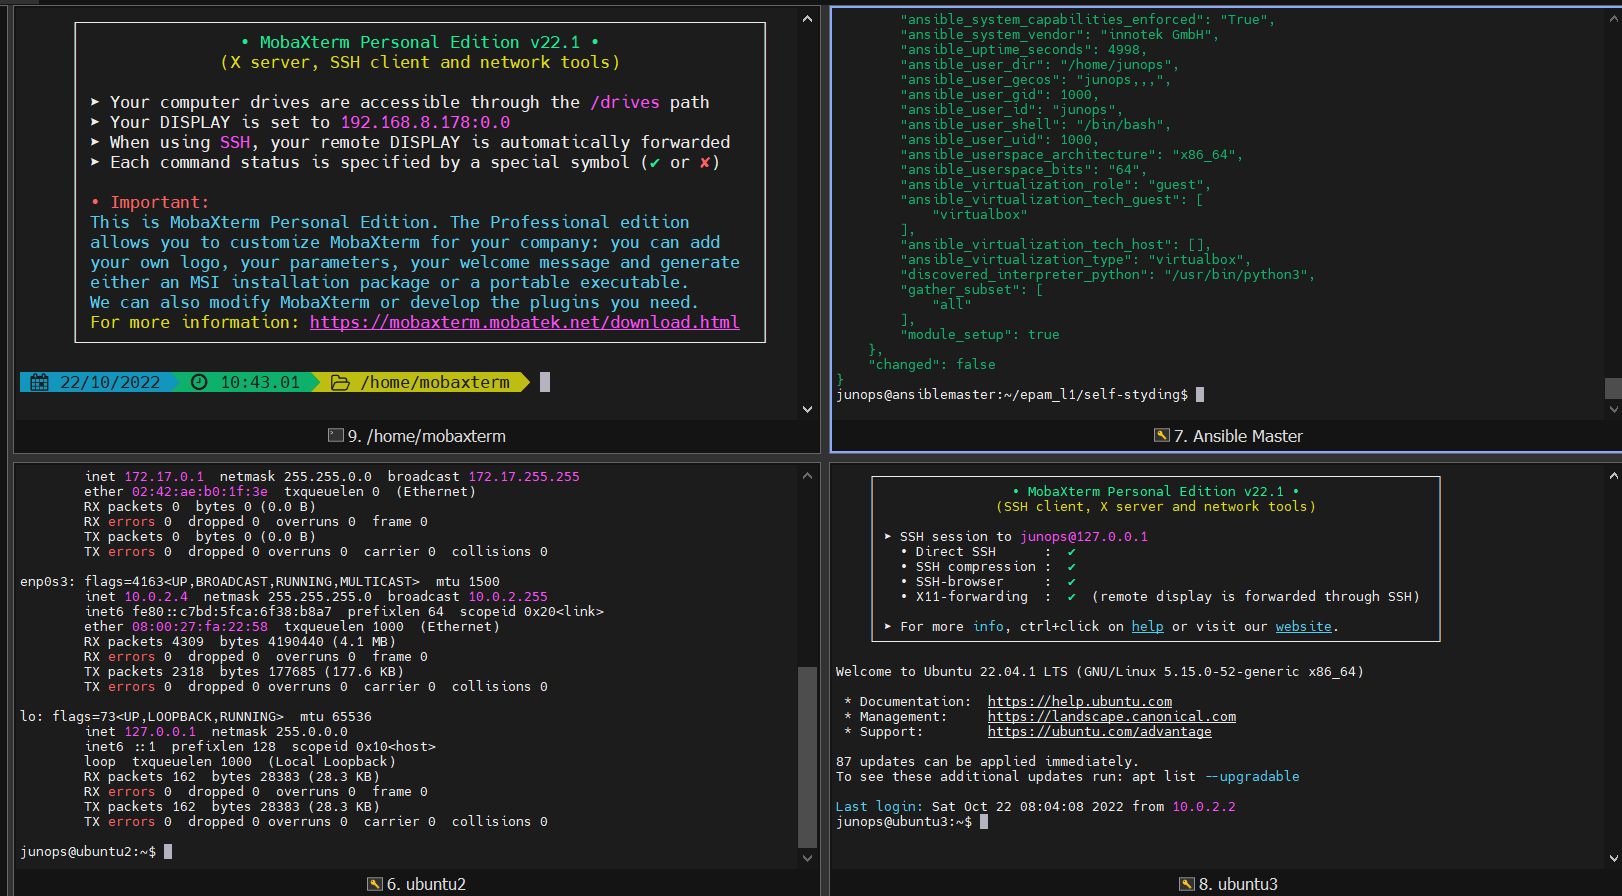 • MobaXterm Personal Edition v22.1 •
(X server, SSH client and network tools)
➤ Your computer drives are accessible through the /drives path
➤ Your DISPLAY is set to 192.168.8.178:0.0
➤ When using SSH, your remote DISPLAY is automatically forwarded
➤ Each command status is specified by a special symbol (✔ or ✘)
• Important:
This is MobaXterm Personal Edition. The Professional edition
allows you to customize MobaXterm for your company: you can add
your own logo, your parameters, your welcome message and generate
either an MSI installation package or a portable executable.
We can also modify MobaXterm or develop the plugins you need.
For more information: https://mobaxterm.mobatek.net/download.html
22/10/2022 10:43.01 /home/mobaxterm
9. /home/mobaxterm
"ansible_system_capabilities_enforced": "True",
"ansible_system_vendor": "innotek GmbH",
"ansible_uptime_seconds": 4998,
"ansible_user_dir": "/home/junops",
"ansible_user_gecos": "junops,,,",
"ansible_user_gid": 1000,
"ansible_user_id": "junops",
"ansible_user_shell": "/bin/bash",
"ansible_user_uid": 1000,
"ansible_userspace_architecture": "x86_64",
"ansible_userspace_bits": "64",
"ansible_virtualization_role": "guest",
"ansible_virtualization_tech_guest": [
"virtualbox"
],
"ansible_virtualization_tech_host": [],
"ansible_virtualization_type": "virtualbox",
"discovered_interpreter_python": "/usr/bin/python3",
"gather_subset": [
"all"
],
"module_setup": true
},
"changed": false
}
junops@ansiblemaster:~/epam_l1/self-styding$
7. Ansible Master
inet 172.17.0.1 netmask 255.255.0.0 broadcast 172.17.255.255
ether 02:42:ae:b0:1f:3e txqueuelen 0 (Ethernet)
RX packets 0 bytes 0 (0.0 B)
RX errors 0 dropped 0 overruns 0 frame 0
TX packets 0 bytes 0 (0.0 B)
TX errors 0 dropped 0 overruns 0 carrier 0 collisions 0
enp0s3: flags=4163<UP,BROADCAST,RUNNING,MULTICAST> mtu 1500
inet 10.0.2.4 netmask 255.255.255.0 broadcast 10.0.2.255
inet6 fe80::c7bd:5fca:6f38:b8a7 prefixlen 64 scopeid 0x20<link>
ether 08:00:27:fa:22:58 txqueuelen 1000 (Ethernet)
RX packets 4309 bytes 4190440 (4.1 MB)
RX errors 0 dropped 0 overruns 0 frame 0
TX packets 2318 bytes 177685 (177.6 KB)
TX errors 0 dropped 0 overruns 0 carrier 0 collisions 0
lo: flags=73<UP,LOOPBACK,RUNNING> mtu 65536
inet 127.0.0.1 netmask 255.0.0.0
inet6 ::1 prefixlen 128 scopeid 0x10<host>
loop txqueuelen 1000 (Local Loopback)
RX packets 162 bytes 28383 (28.3 KB)
RX errors 0 dropped 0 overruns 0 frame 0
TX packets 162 bytes 28383 (28.3 KB)
TX errors 0 dropped 0 overruns 0 carrier 0 collisions 0
junops@ubuntu2:~$
6. ubuntu2
• MobaXterm Personal Edition v22.1 •
(SSH client, X server and network tools)
➤ SSH session to junops@127.0.0.1
• Direct SSH : ✔
• SSH compression : ✔
• SSH-browser : ✔
• X11-forwarding : ✔ (remote display is forwarded through SSH)
➤ For more info, ctrl+click on help or visit our website.
Welcome to Ubuntu 22.04.1 LTS (GNU/Linux 5.15.0-52-generic x86_64)
* Documentation: https://help.ubuntu.com
* Management: https://landscape.canonical.com
* Support: https://ubuntu.com/advantage
87 updates can be applied immediately.
To see these additional updates run: apt list --upgradable
Last login: Sat Oct 22 08:04:08 2022 from 10.0.2.2
junops@ubuntu3:~$
8. ubuntu3